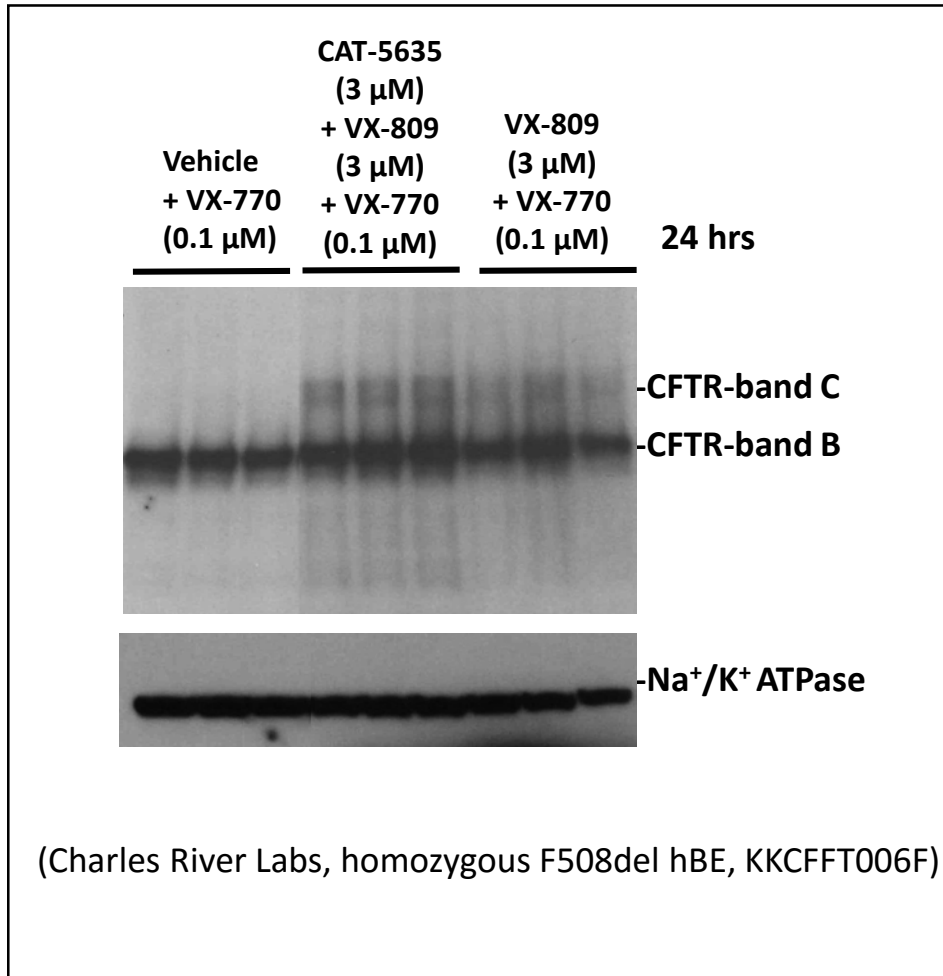 Vehicle
+ VX-770
(0.1 µM)
CAT-5635
(3 µM)
+ VX-809
(3 µM)
+ VX-770
(0.1 µM)
VX-809
(3 µM)
+ VX-770
(0.1 µM)
24 hrs
-CFTR-band C
-CFTR-band B
-Na⁺/K⁺ ATPase
(Charles River Labs, homozygous F508del hBE, KKCFFT006F)